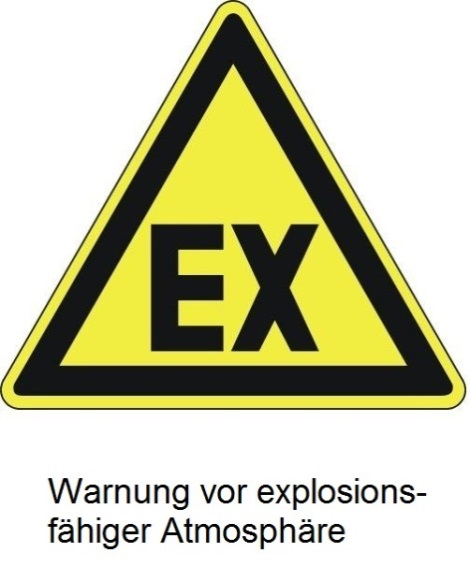 EX
Warnung vor explosions-
fähiger Atmosphäre